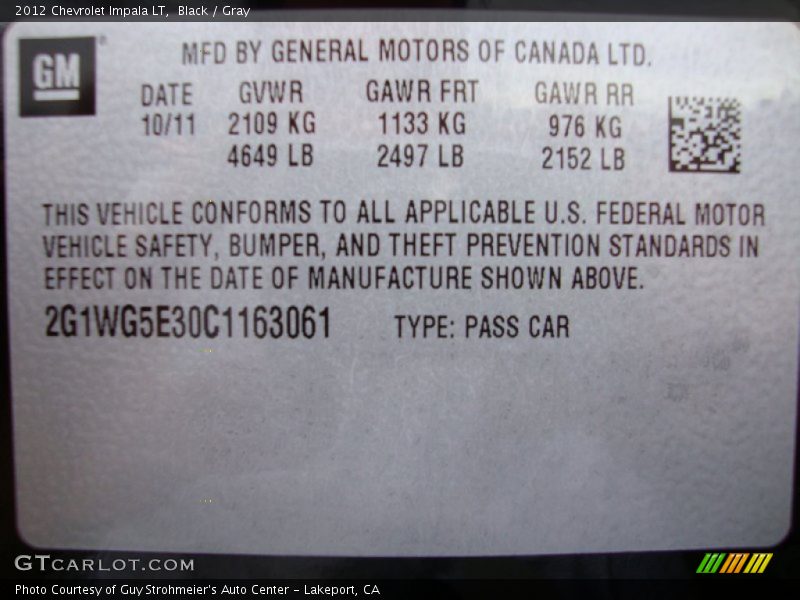 2012 Chevrolet Impala LT, Black / Gray
GM®
MFD BY GENERAL MOTORS OF CANADA LTD.
DATE GVWR GAWR FRT GAWR RR
10/11 2109 KG 1133 KG 976 KG
4649 LB 2497 LB 2152 LB
THIS VEHICLE CONFORMS TO ALL APPLICABLE U.S. FEDERAL MOTOR
VEHICLE SAFETY, BUMPER, AND THEFT PREVENTION STANDARDS IN
EFFECT ON THE DATE OF MANUFACTURE SHOWN ABOVE.
2G1WG5E30C1163061 TYPE: PASS CAR
GTCARLOT.COM
Photo Courtesy of Guy Strohmeier's Auto Center – Lakeport, CA